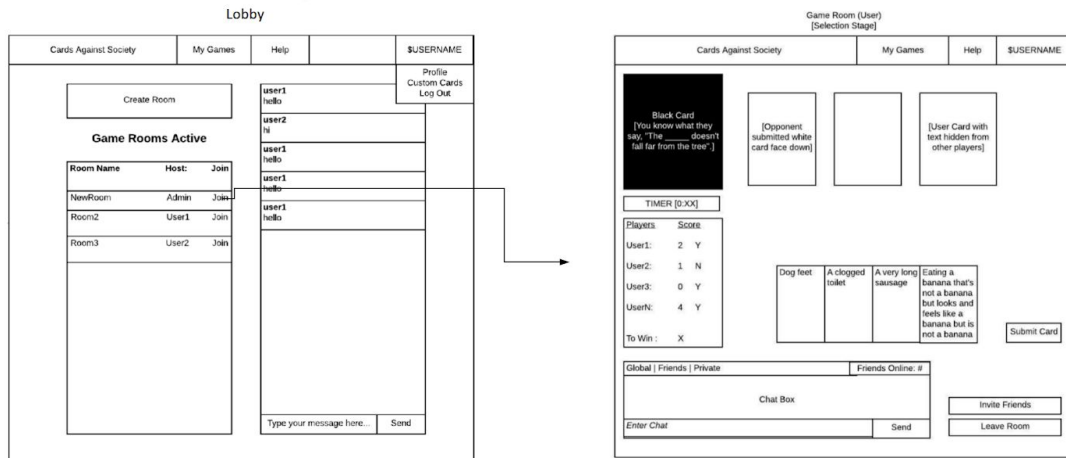 Lobby
Cards Against Society
My Games
Help
$USERNAME
Profile
Custom Cards
Log Out
Create Room
Game Rooms Active
Room Name Host: Join
NewRoom Admin Join
Room2 User1 Join
Room3 User2 Join
user1
hello
user2
hi
user1
hello
user1
hello
user1
hello
Type your message here...
Send
Game Room (User)
[Selection Stage]
Cards Against Society
My Games
Help
$USERNAME
Black Card
[You know what they
say, "The ____ doesn't
fall far from the tree".]
[Opponent
submitted white
card face down]
[User Card with
text hidden from
other players]
TIMER [0:XX]
Players Score
User1: 2 Y
User2: 1 N
User3: 0 Y
UserN: 4 Y
To Win : X
Dog feet
A clogged
toilet
A very long
sausage
Eating a
banana that's
not a banana
but looks and
feels like a
banana but is
not a banana
Submit Card
Global | Friends | Private
Friends Online: #
Chat Box
Enter Chat
Send
Invite Friends
Leave Room